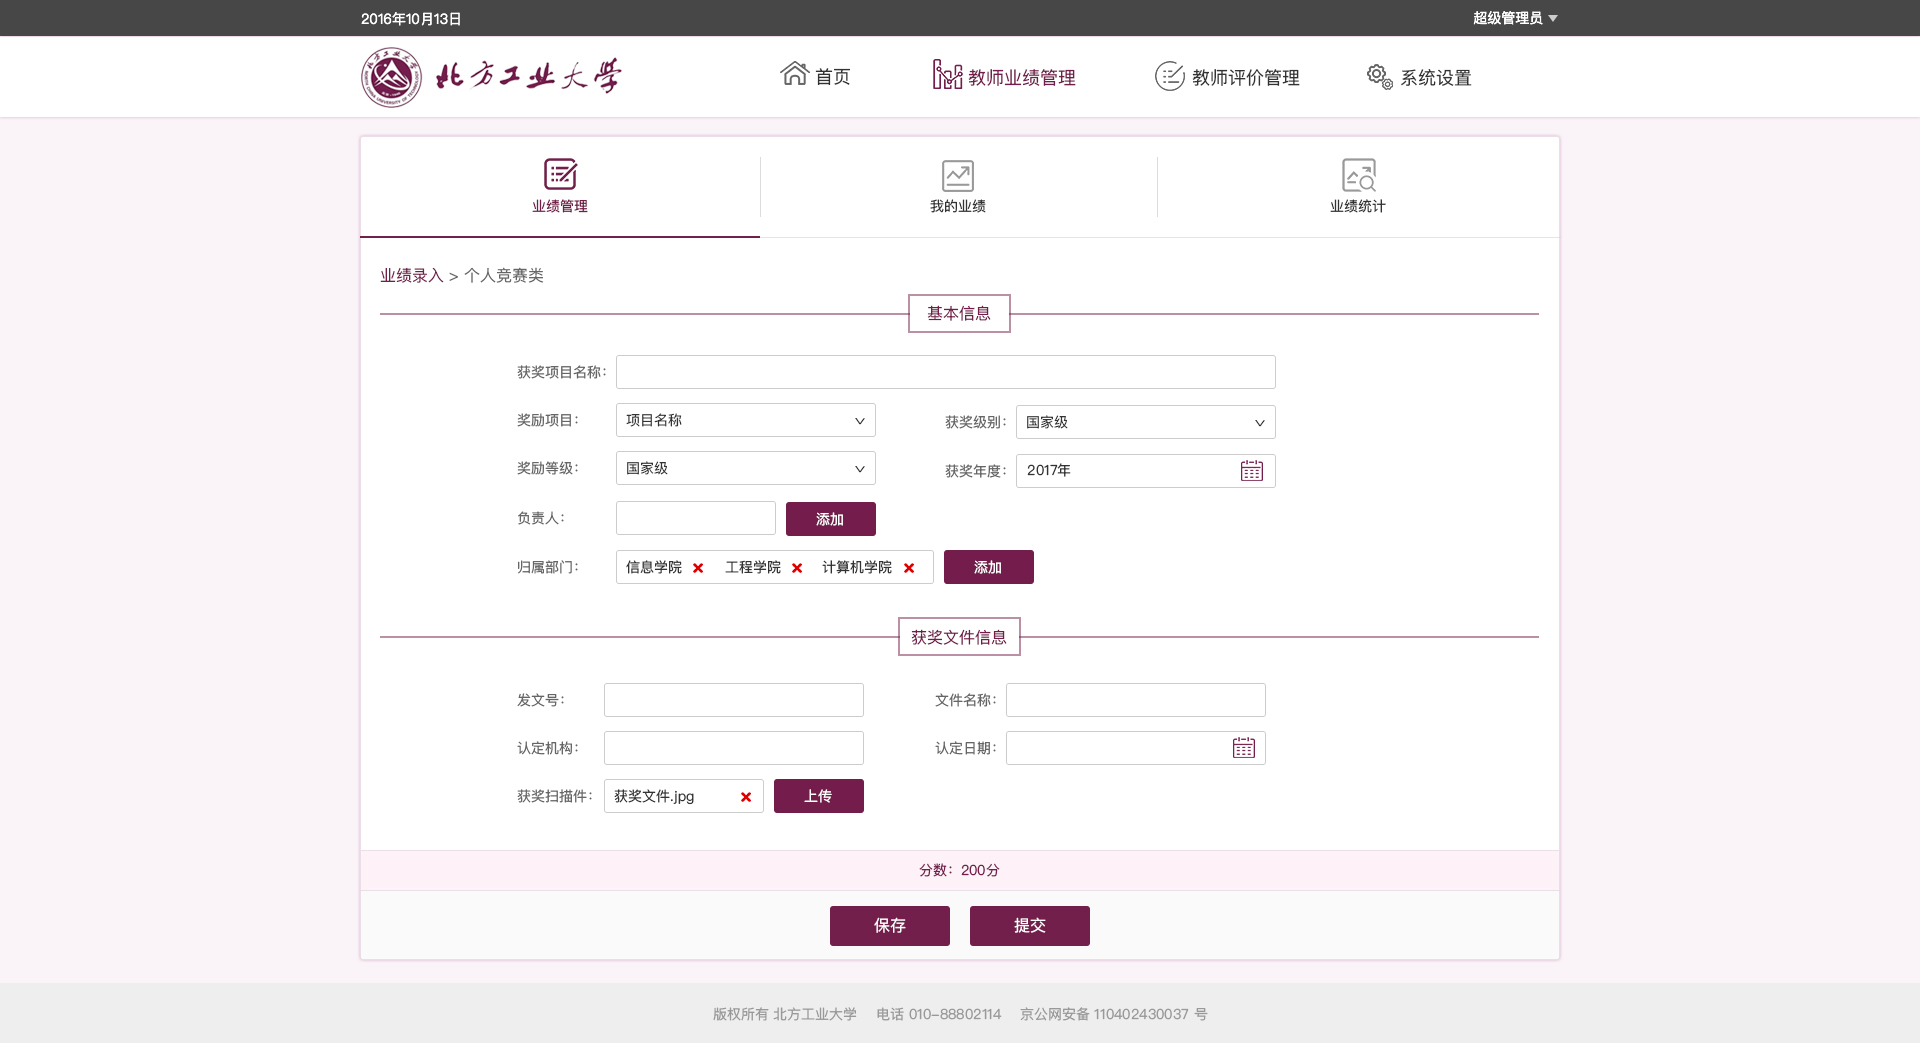 2016年10月13日 超级管理员
北方工业大学 首页 教师业绩管理 教师评价管理 系统设置
业绩管理 我的业绩 业绩统计
业绩录入 > 个人竞赛类
基本信息
获奖项目名称：
奖励项目： 项目名称 获奖级别： 国家级
奖励等级： 国家级 获奖年度： 2017年
负责人： 添加
归属部门： 信息学院 工程学院 计算机学院 添加
获奖文件信息
发文号： 文件名称：
认定机构： 认定日期：
获奖扫描件： 获奖文件.jpg 上传
分数：200分
保存 提交
版权所有 北方工业大学 电话 010-88802114 京公网安备 110402430037 号